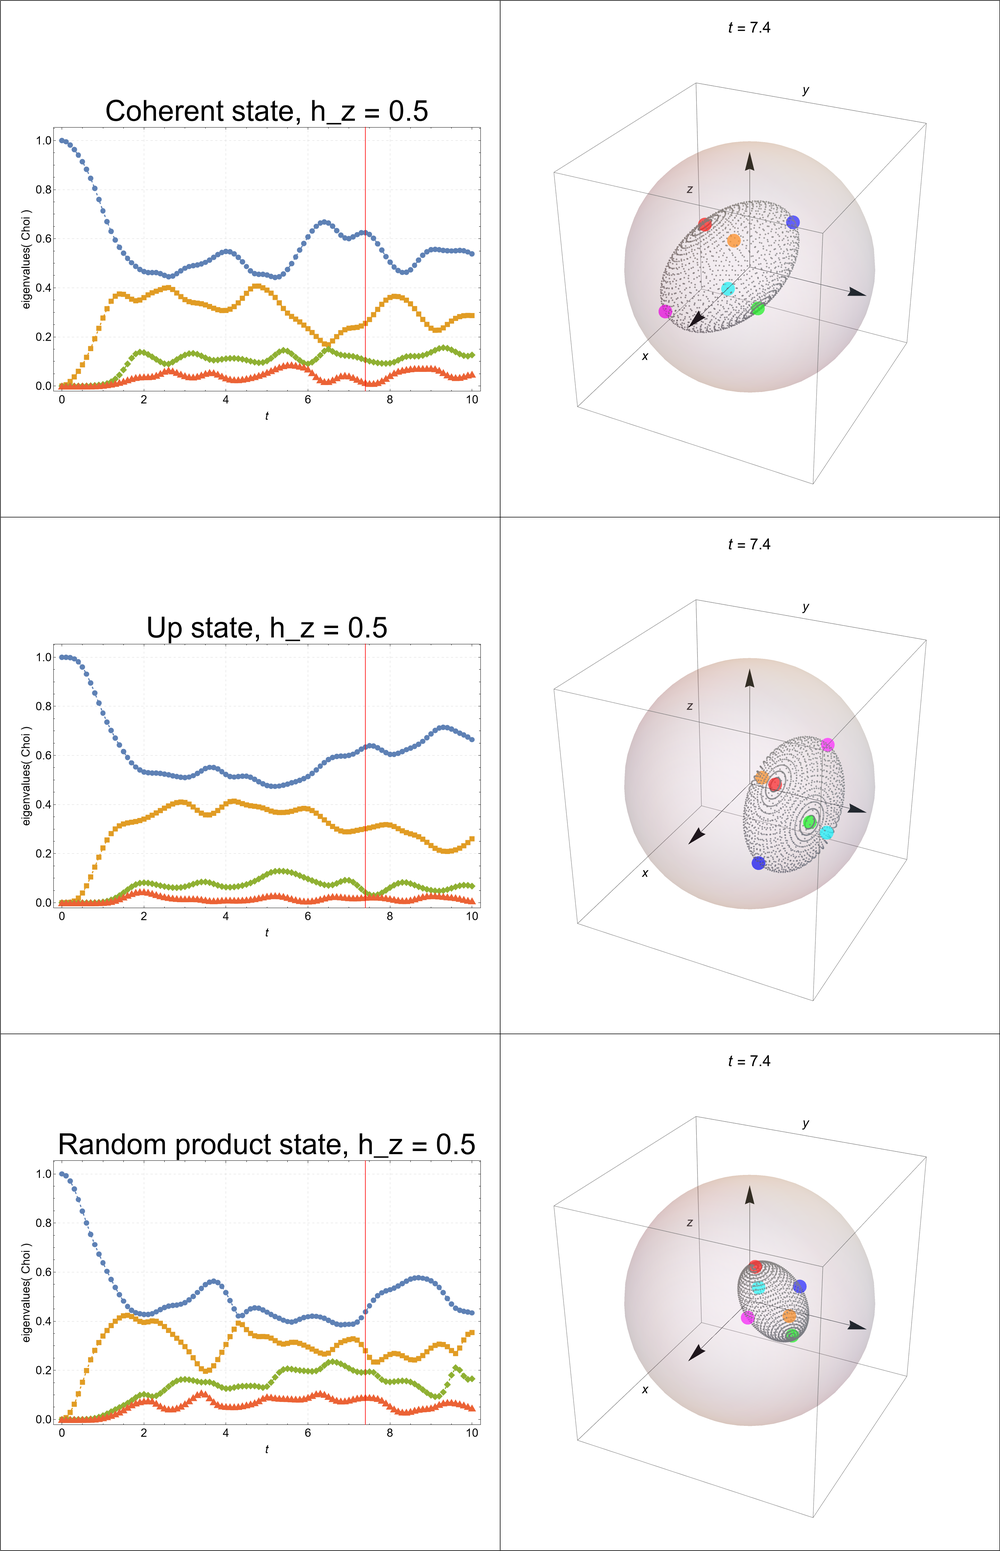 Coherent state, h_z = 0.5
eigenvalues( Choi )
1.0
0.8
0.6
0.4
0.2
0.0
0 2 4 6 8 10
t
t = 7.4
y
z
x
Up state, h_z = 0.5
eigenvalues( Choi )
1.0
0.8
0.6
0.4
0.2
0.0
0 2 4 6 8 10
t
t = 7.4
y
z
x
Random product state, h_z = 0.5
eigenvalues( Choi )
1.0
0.8
0.6
0.4
0.2
0.0
0 2 4 6 8 10
t
t = 7.4
y
z
x